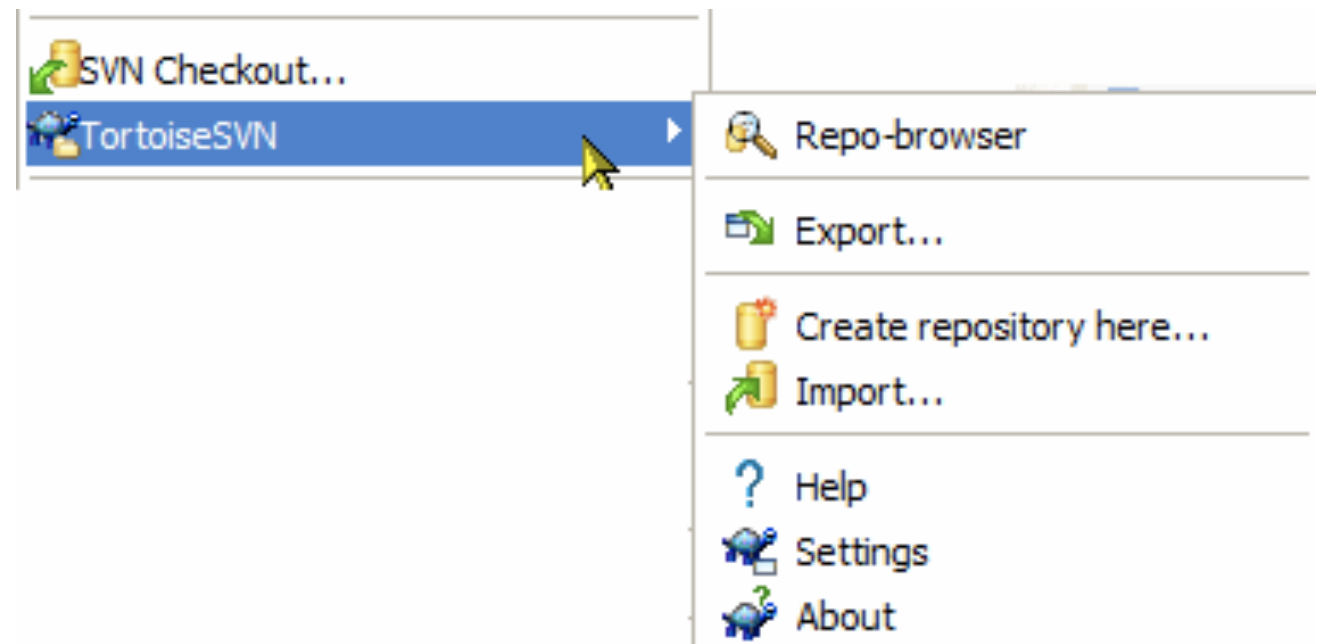 SVN Checkout...
TortoiseSVN
Repo-browser
Export...
Create repository here...
Import...
Help
Settings
About